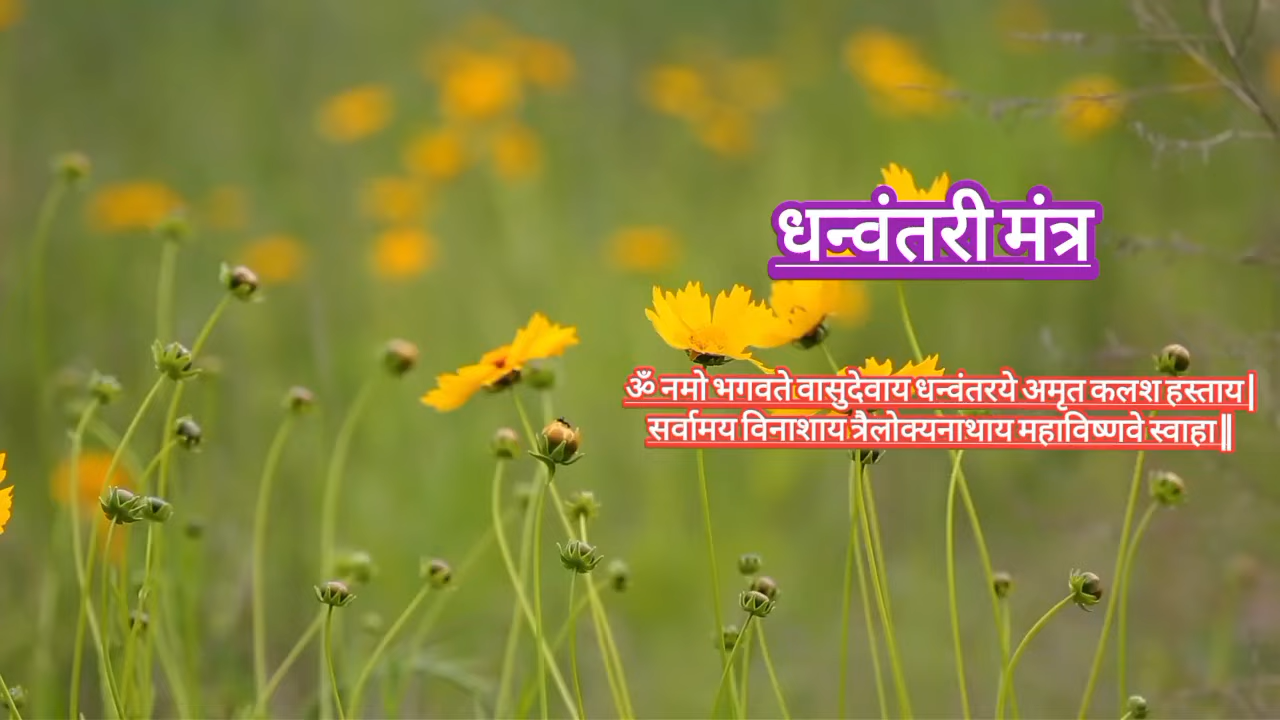 धन्वंतरी मंत्र
ॐ नमो भगवते वासुदेवाय धन्वंतरये अमृत कलश हस्ताय|
सर्वामय विनाशाय त्रैलोक्यनाथाय महाविष्णवे स्वाहा‖